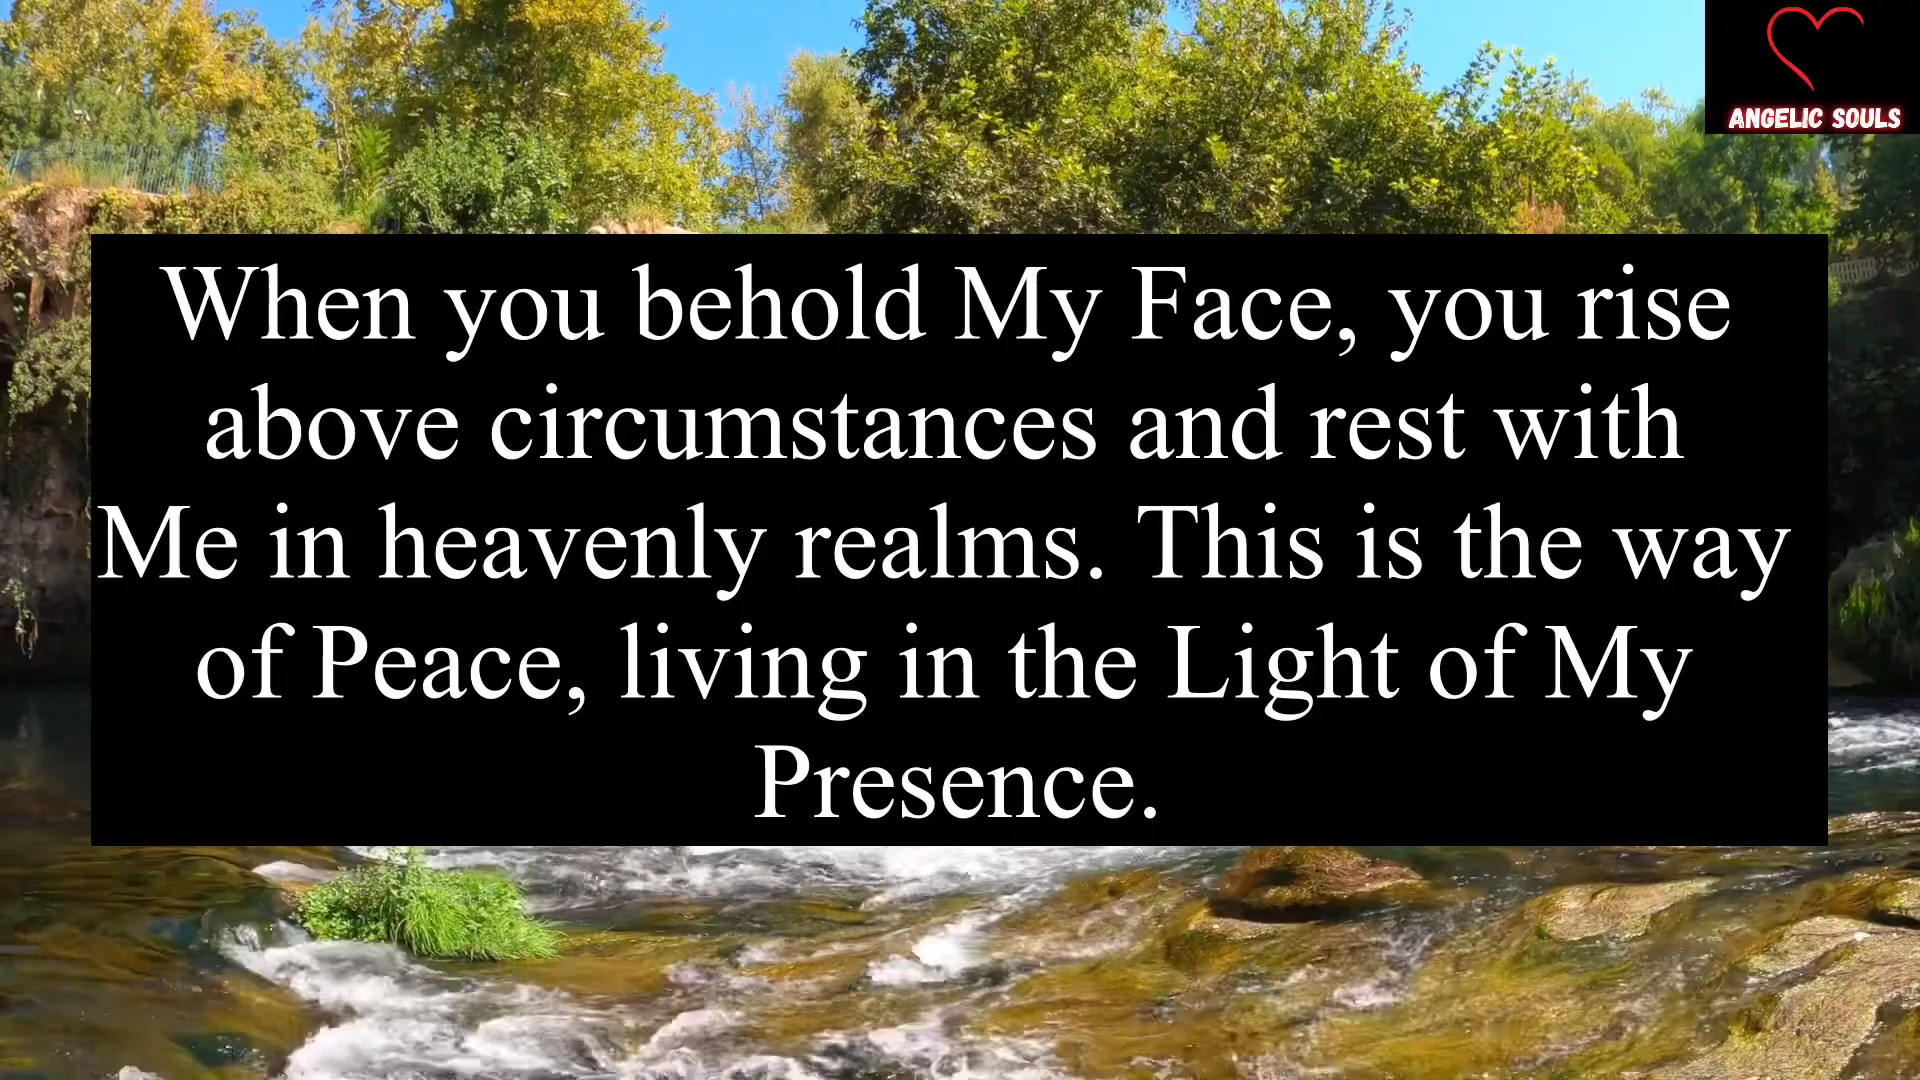 ANGELIC SOULS
When you behold My Face, you rise
above circumstances and rest with
Me in heavenly realms. This is the way
of Peace, living in the Light of My
Presence.